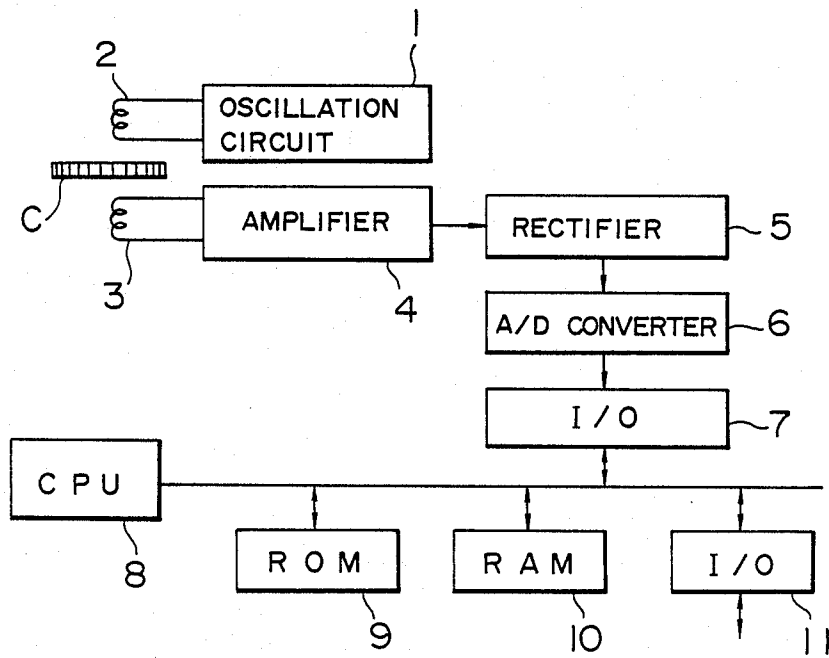 1
2
OSCILLATION
CIRCUIT
C
AMPLIFIER
RECTIFIER
5
3
4
A/D CONVERTER
6
I/O
7
CPU
8
ROM
RAM
I/O
9
10
11